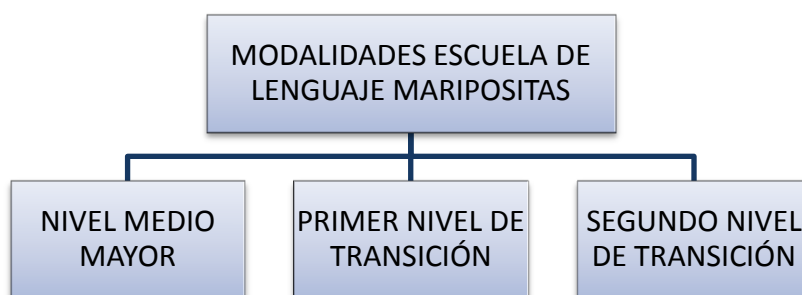 MODALIDADES ESCUELA DE
LENGUAJE MARIPOSITAS
NIVEL MEDIO
MAYOR
PRIMER NIVEL DE
TRANSICIÓN
SEGUNDO NIVEL
DE TRANSICIÓN